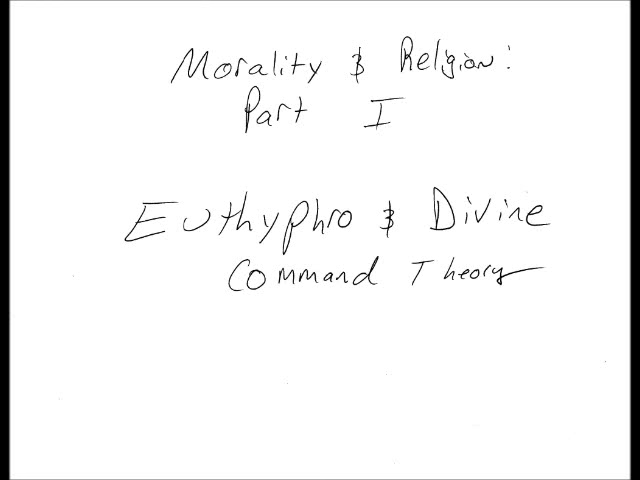 Morality & Religion:
Part I
Euthyphro & Divine
Command Theory